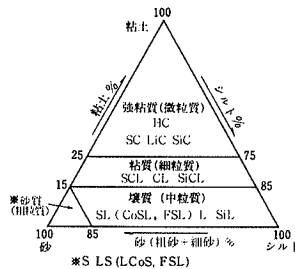 100
粘土
粘土%
シルト%
強粘質(微粒質)
HC
SC LiC SiC
25
75
粘質(細粒質)
SCL CL SiCL
15
85
※砂質
(粗粒質)
壌質(中粒質)
SL(CoSL, FSL) L SiL
100
85
100
砂
砂(粗砂+細砂)%
シルト
※S LS(LCoS, FSL)